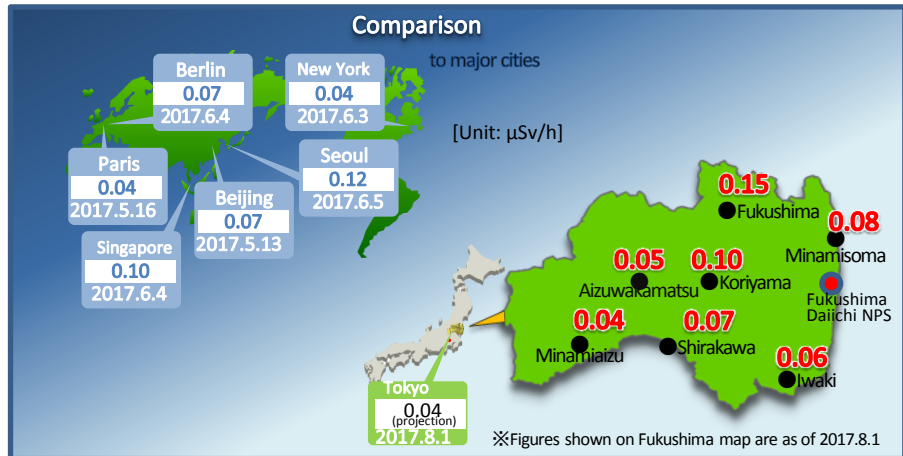 Comparison
to major cities
Berlin
0.07
2017.6.4
New York
0.04
2017.6.3
[Unit: μSv/h]
Paris
0.04
2017.5.16
Beijing
0.07
2017.5.13
Seoul
0.12
2017.6.5
Singapore
0.10
2017.6.4
0.15
Fukushima
0.08
Minamisoma
0.05
Aizuwakamatsu
0.10
Koriyama
Fukushima
Daiichi NPS
0.04
Minamiaizu
0.07
Shirakawa
0.06
Iwaki
Tokyo
0.04
(projection)
2017.8.1
※Figures shown on Fukushima map are as of 2017.8.1